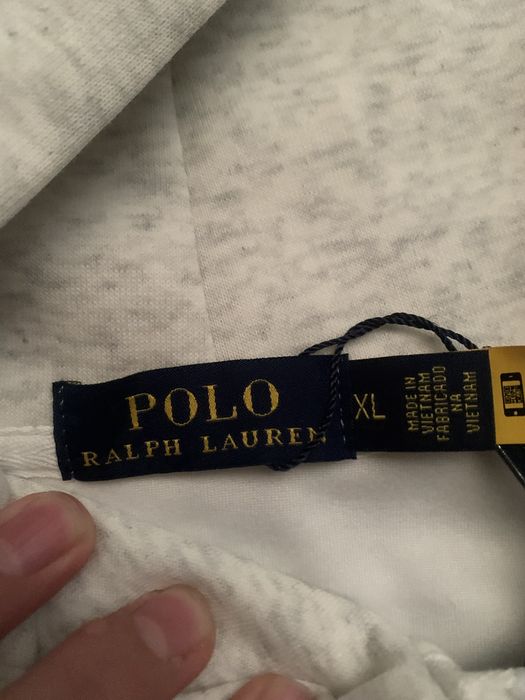 POLO
RALPH LAUREN
XL
MADE IN
VIETNAM
FABRICADO
NA
VIETNAM